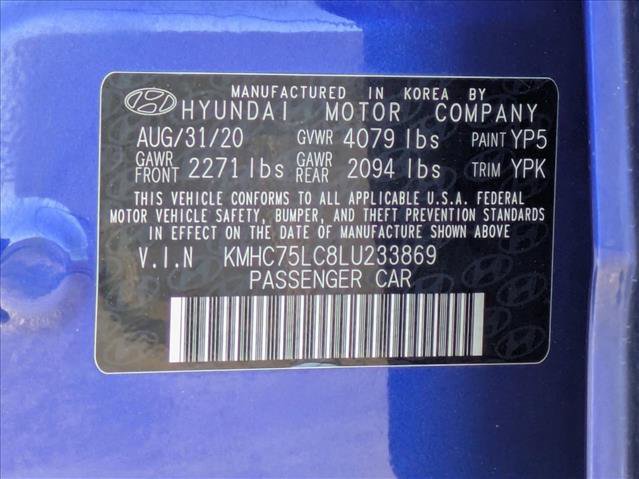 MANUFACTURED IN KOREA BY
HYUNDAI MOTOR COMPANY
AUG/31/20 GVWR 4079 lbs PAINT YP5
GAWR FRONT 2271 lbs GAWR REAR 2094 lbs TRIM YPK
THIS VEHICLE CONFORMS TO ALL APPLICABLE U.S.A. FEDERAL
MOTOR VEHICLE SAFETY, BUMPER, AND THEFT PREVENTION STANDARDS
IN EFFECT ON THE DATE OF MANUFACTURE SHOWN ABOVE
V.I.N KMHC75LC8LU233869
PASSENGER CAR